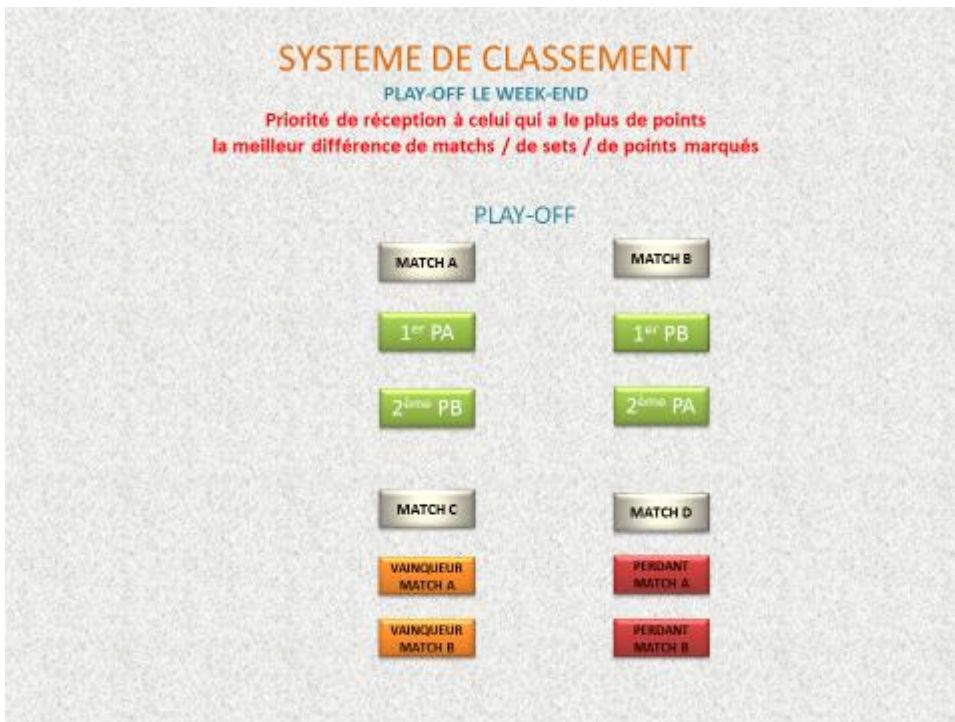 SYSTEME DE CLASSEMENT
PLAY-OFF LE WEEK-END
Priorité de réception à celui qui a le plus de points
la meilleur différence de matchs / de sets / de points marqués
PLAY-OFF
MATCH A
MATCH B
1er PA
1er PB
2ème PB
2ème PA
MATCH C
MATCH D
VAINQUEUR
MATCH A
PERDANT
MATCH A
VAINQUEUR
MATCH B
PERDANT
MATCH B